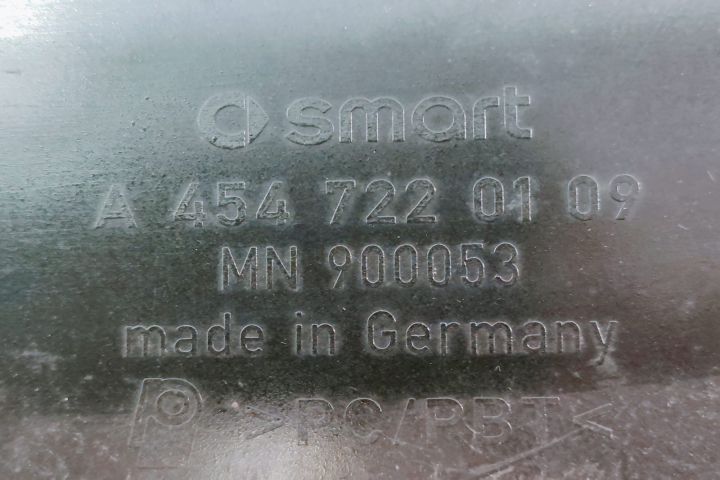 smart
A 454 722 01 09
MN 900053
made in Germany
>PC/PBT<